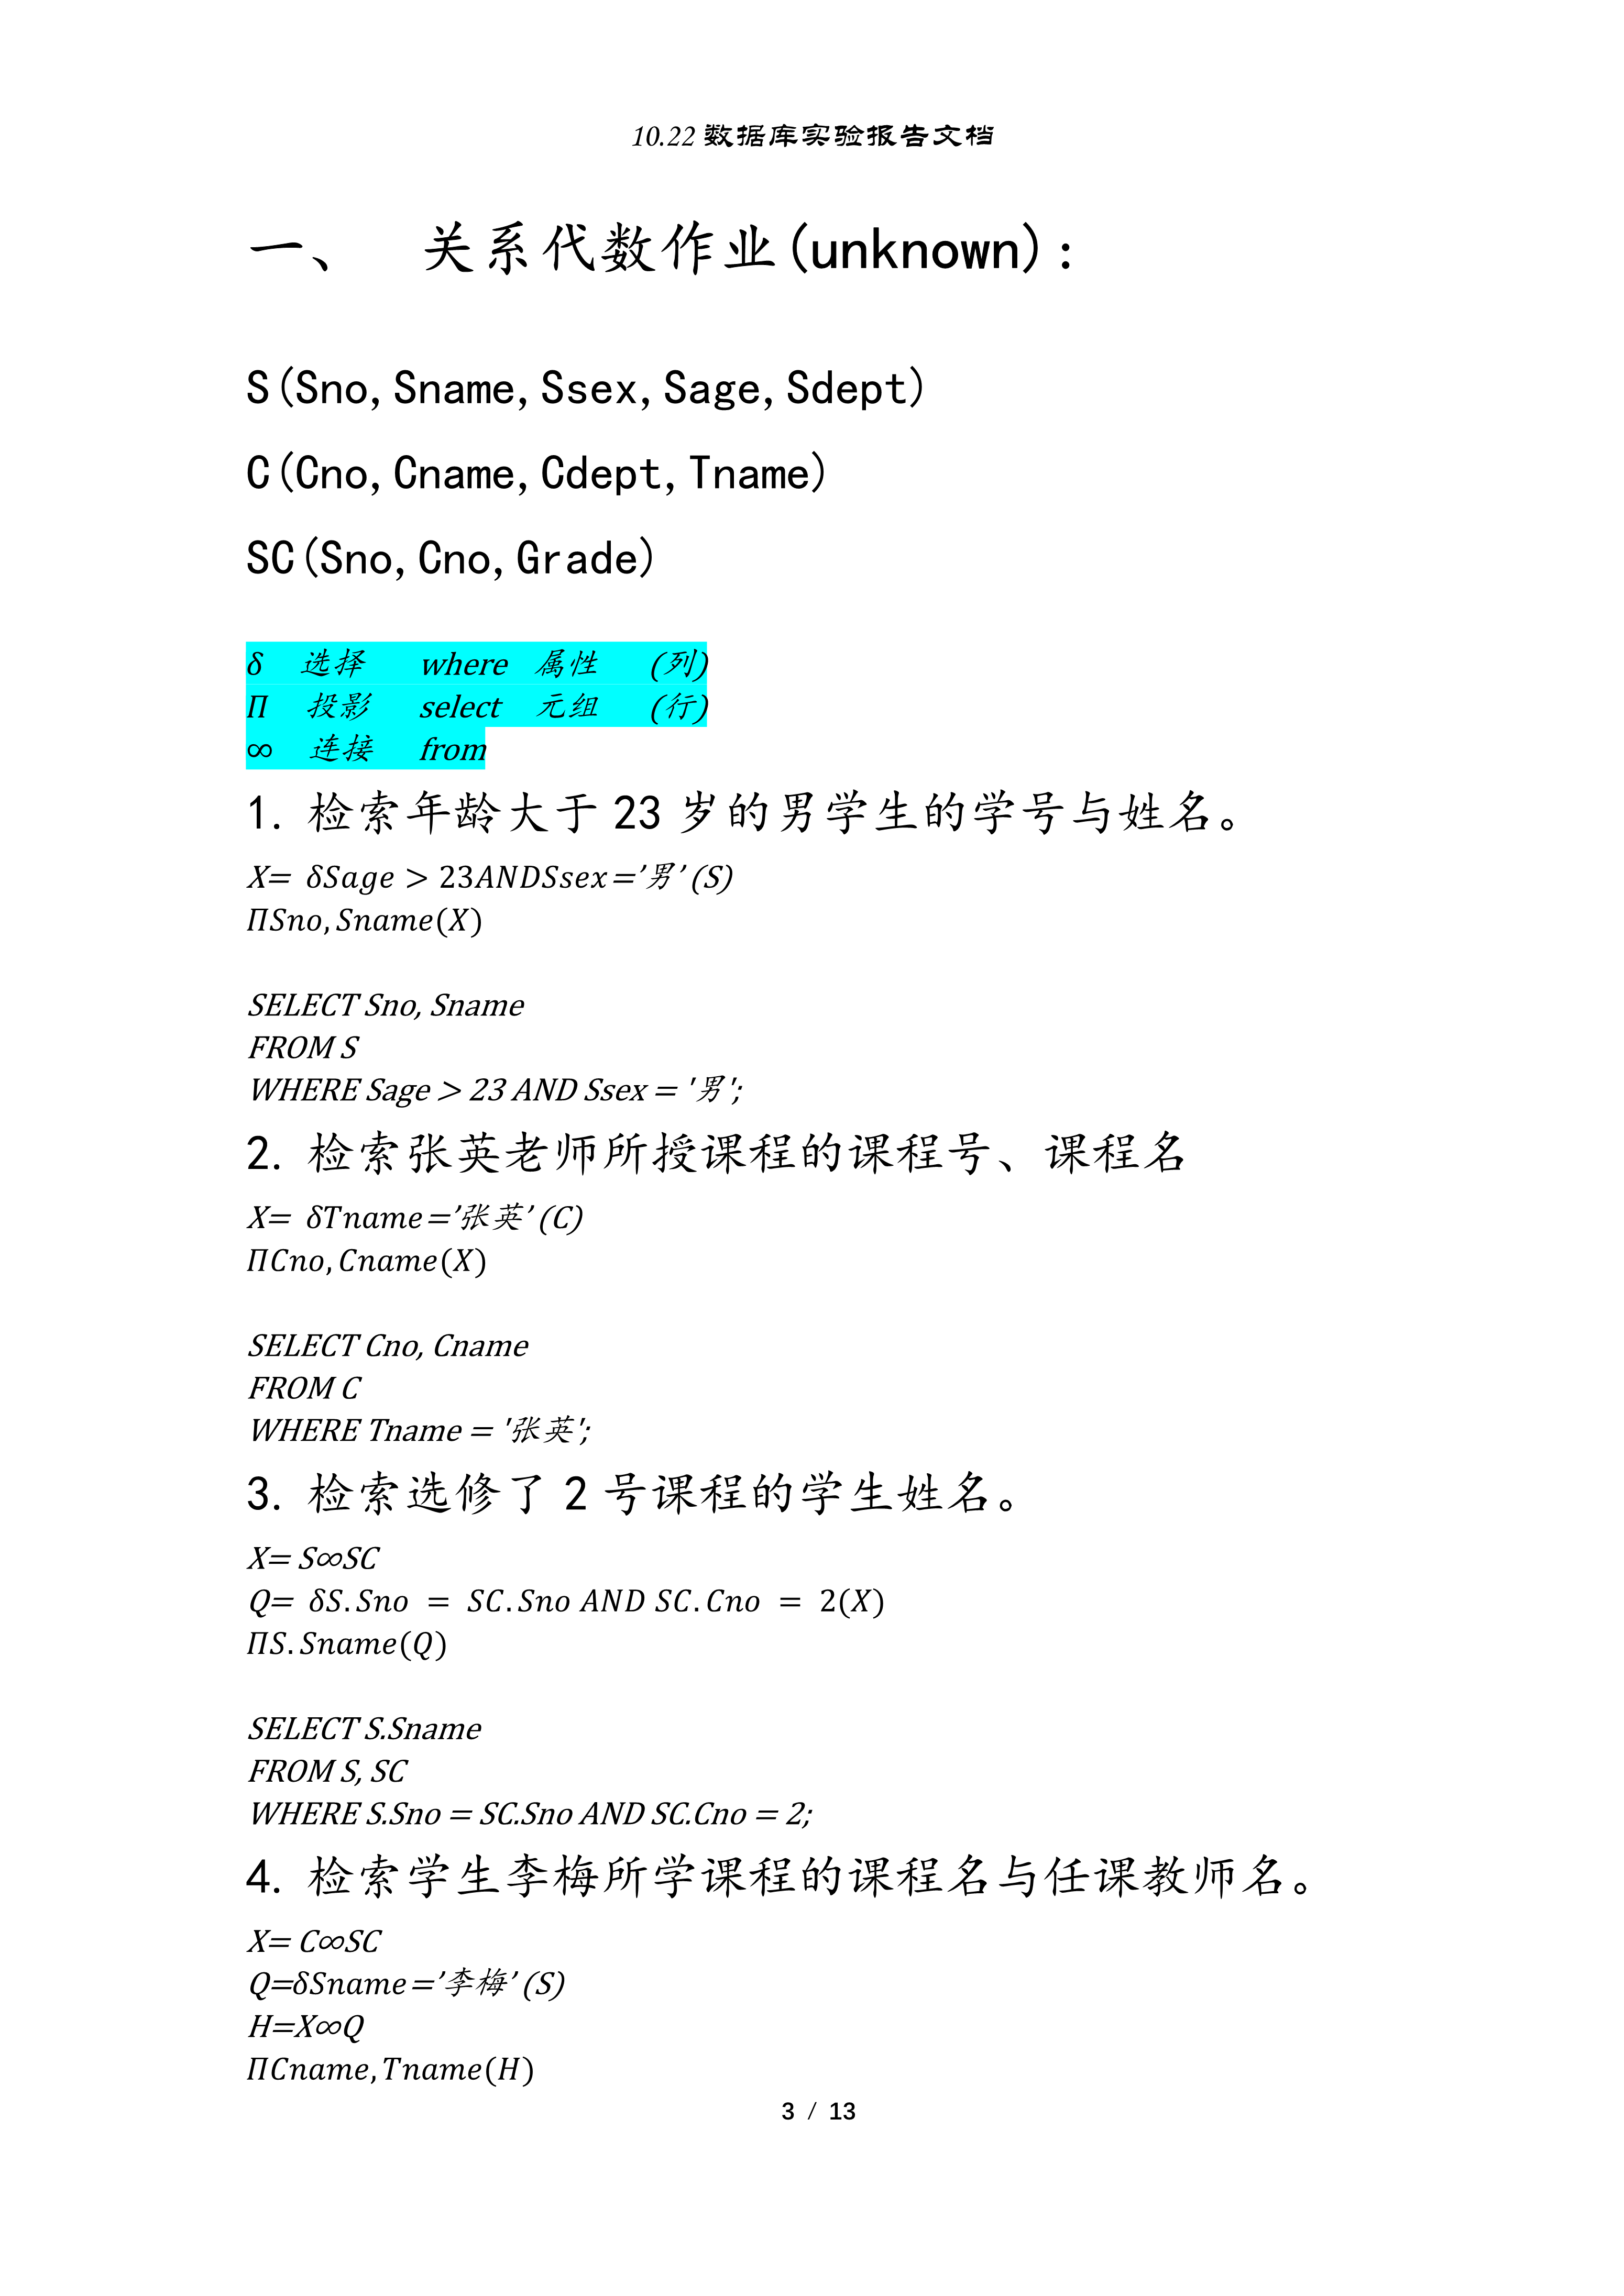 10.22 数据库实验报告文档
一、 关系代数作业(unknown):
S(Sno,Sname,Ssex,Sage,Sdept)
C(Cno,Cname,Cdept,Tname)
SC(Sno,Cno,Grade)
δ 选择 where 属性 (列)
Π 投影 select 元组 (行)
∞ 连接 from
1. 检索年龄大于 23 岁的男学生的学号与姓名。
X= δSage > 23ANDSsex='男' (S)
ΠSno,Sname(X)
SELECT Sno, Sname
FROM S
WHERE Sage > 23 AND Ssex = '男';
2. 检索张英老师所授课程的课程号、课程名
X= δTname='张英' (C)
ΠCno,Cname(X)
SELECT Cno, Cname
FROM C
WHERE Tname = '张英';
3. 检索选修了 2 号课程的学生姓名。
X= S∞SC
Q= δS.Sno = SC.Sno AND SC.Cno = 2(X)
ΠS.Sname(Q)
SELECT S.Sname
FROM S, SC
WHERE S.Sno = SC.Sno AND SC.Cno = 2;
4. 检索学生李梅所学课程的课程名与任课教师名。
X= C∞SC
Q=δSname='李梅' (S)
H=X∞Q
ΠCname,Tname(H)
3 / 13